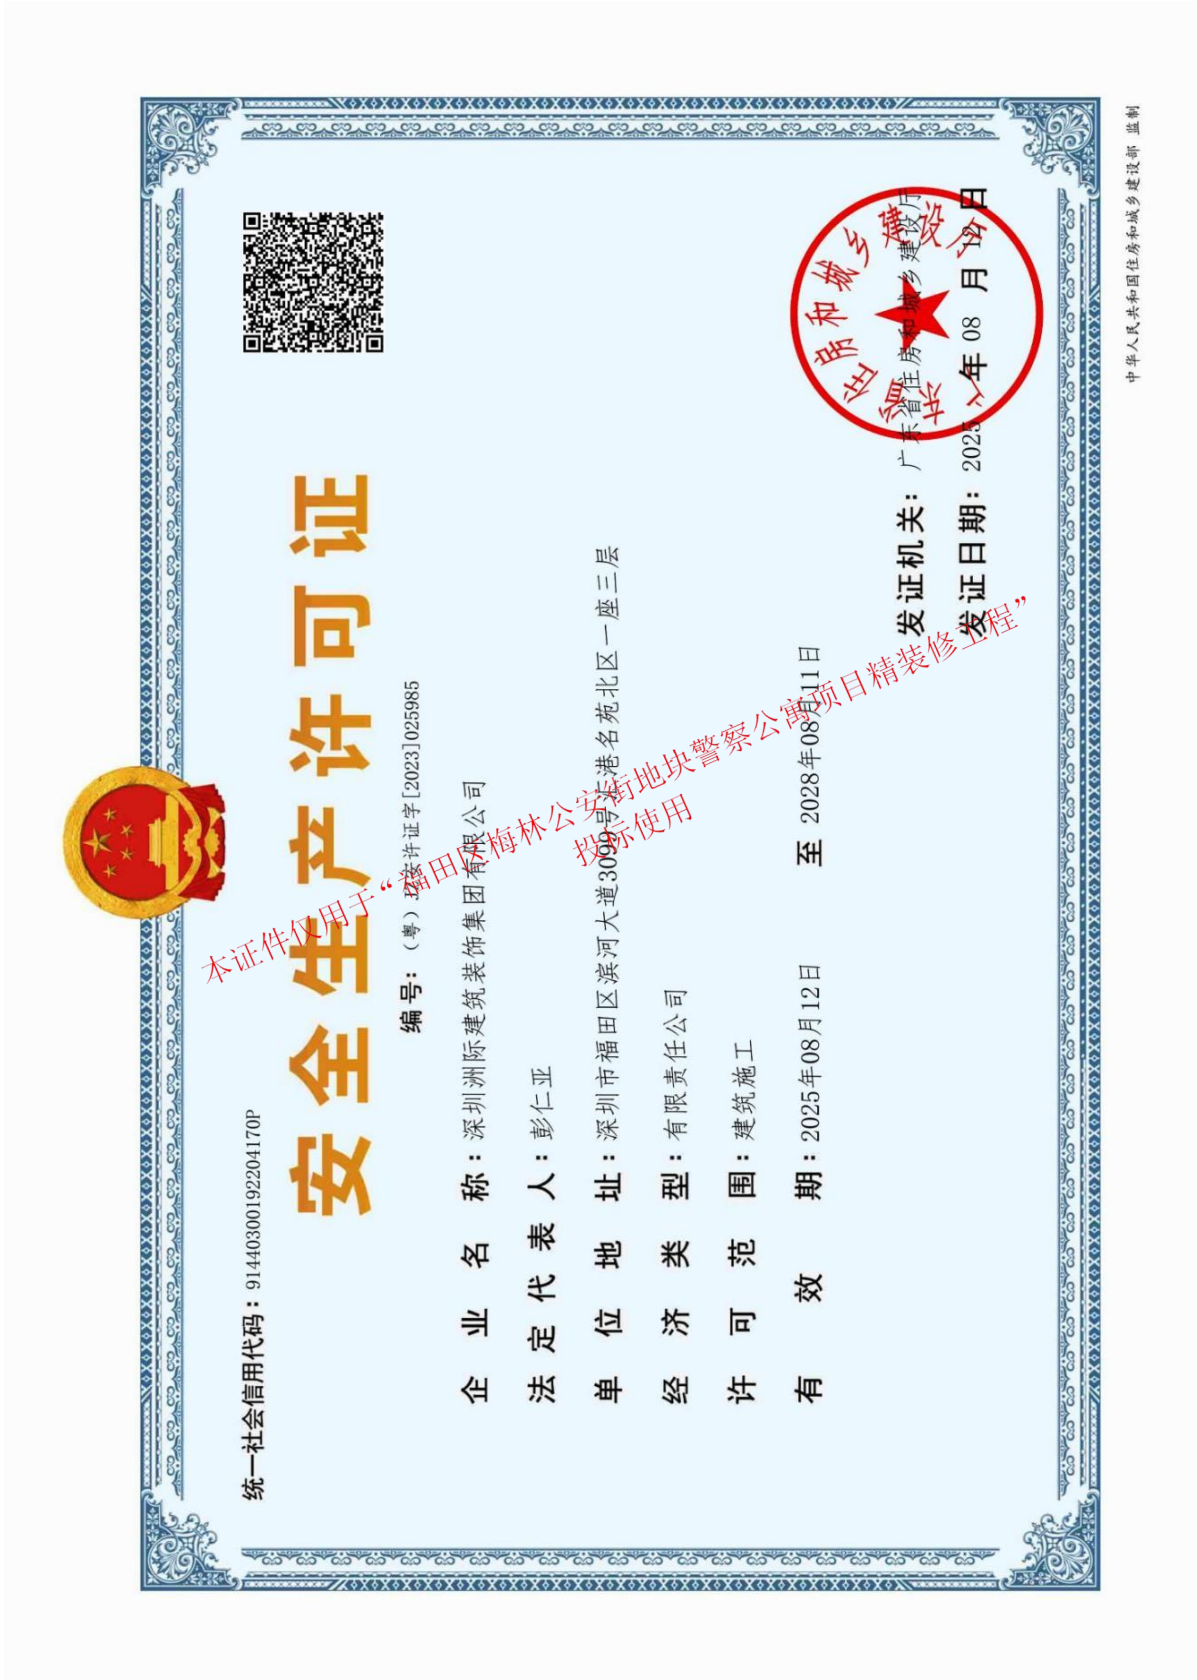 统一社会信用代码：91440300192204170P
安全生产许可证
编号：（粤）JZ安许证字[2023]025985
企业名称：深圳洲际建筑装饰集团有限公司
法定代表人：彭仁亚
单位地址：深圳市福田区滨河大道3099号汇港名苑北区一座三层
经济类型：有限责任公司
许可范围：建筑施工
有效期：2025年08月12日 至 2028年08月11日
发证机关：广东省住房和城乡建设厅
发证日期：2025年08月12日
广东省住房和城乡建设厅
本证件仅用于“福田区梅林公安街地块警察公寓项目精装修工程”
投标使用
中华人民共和国住房和城乡建设部 监制